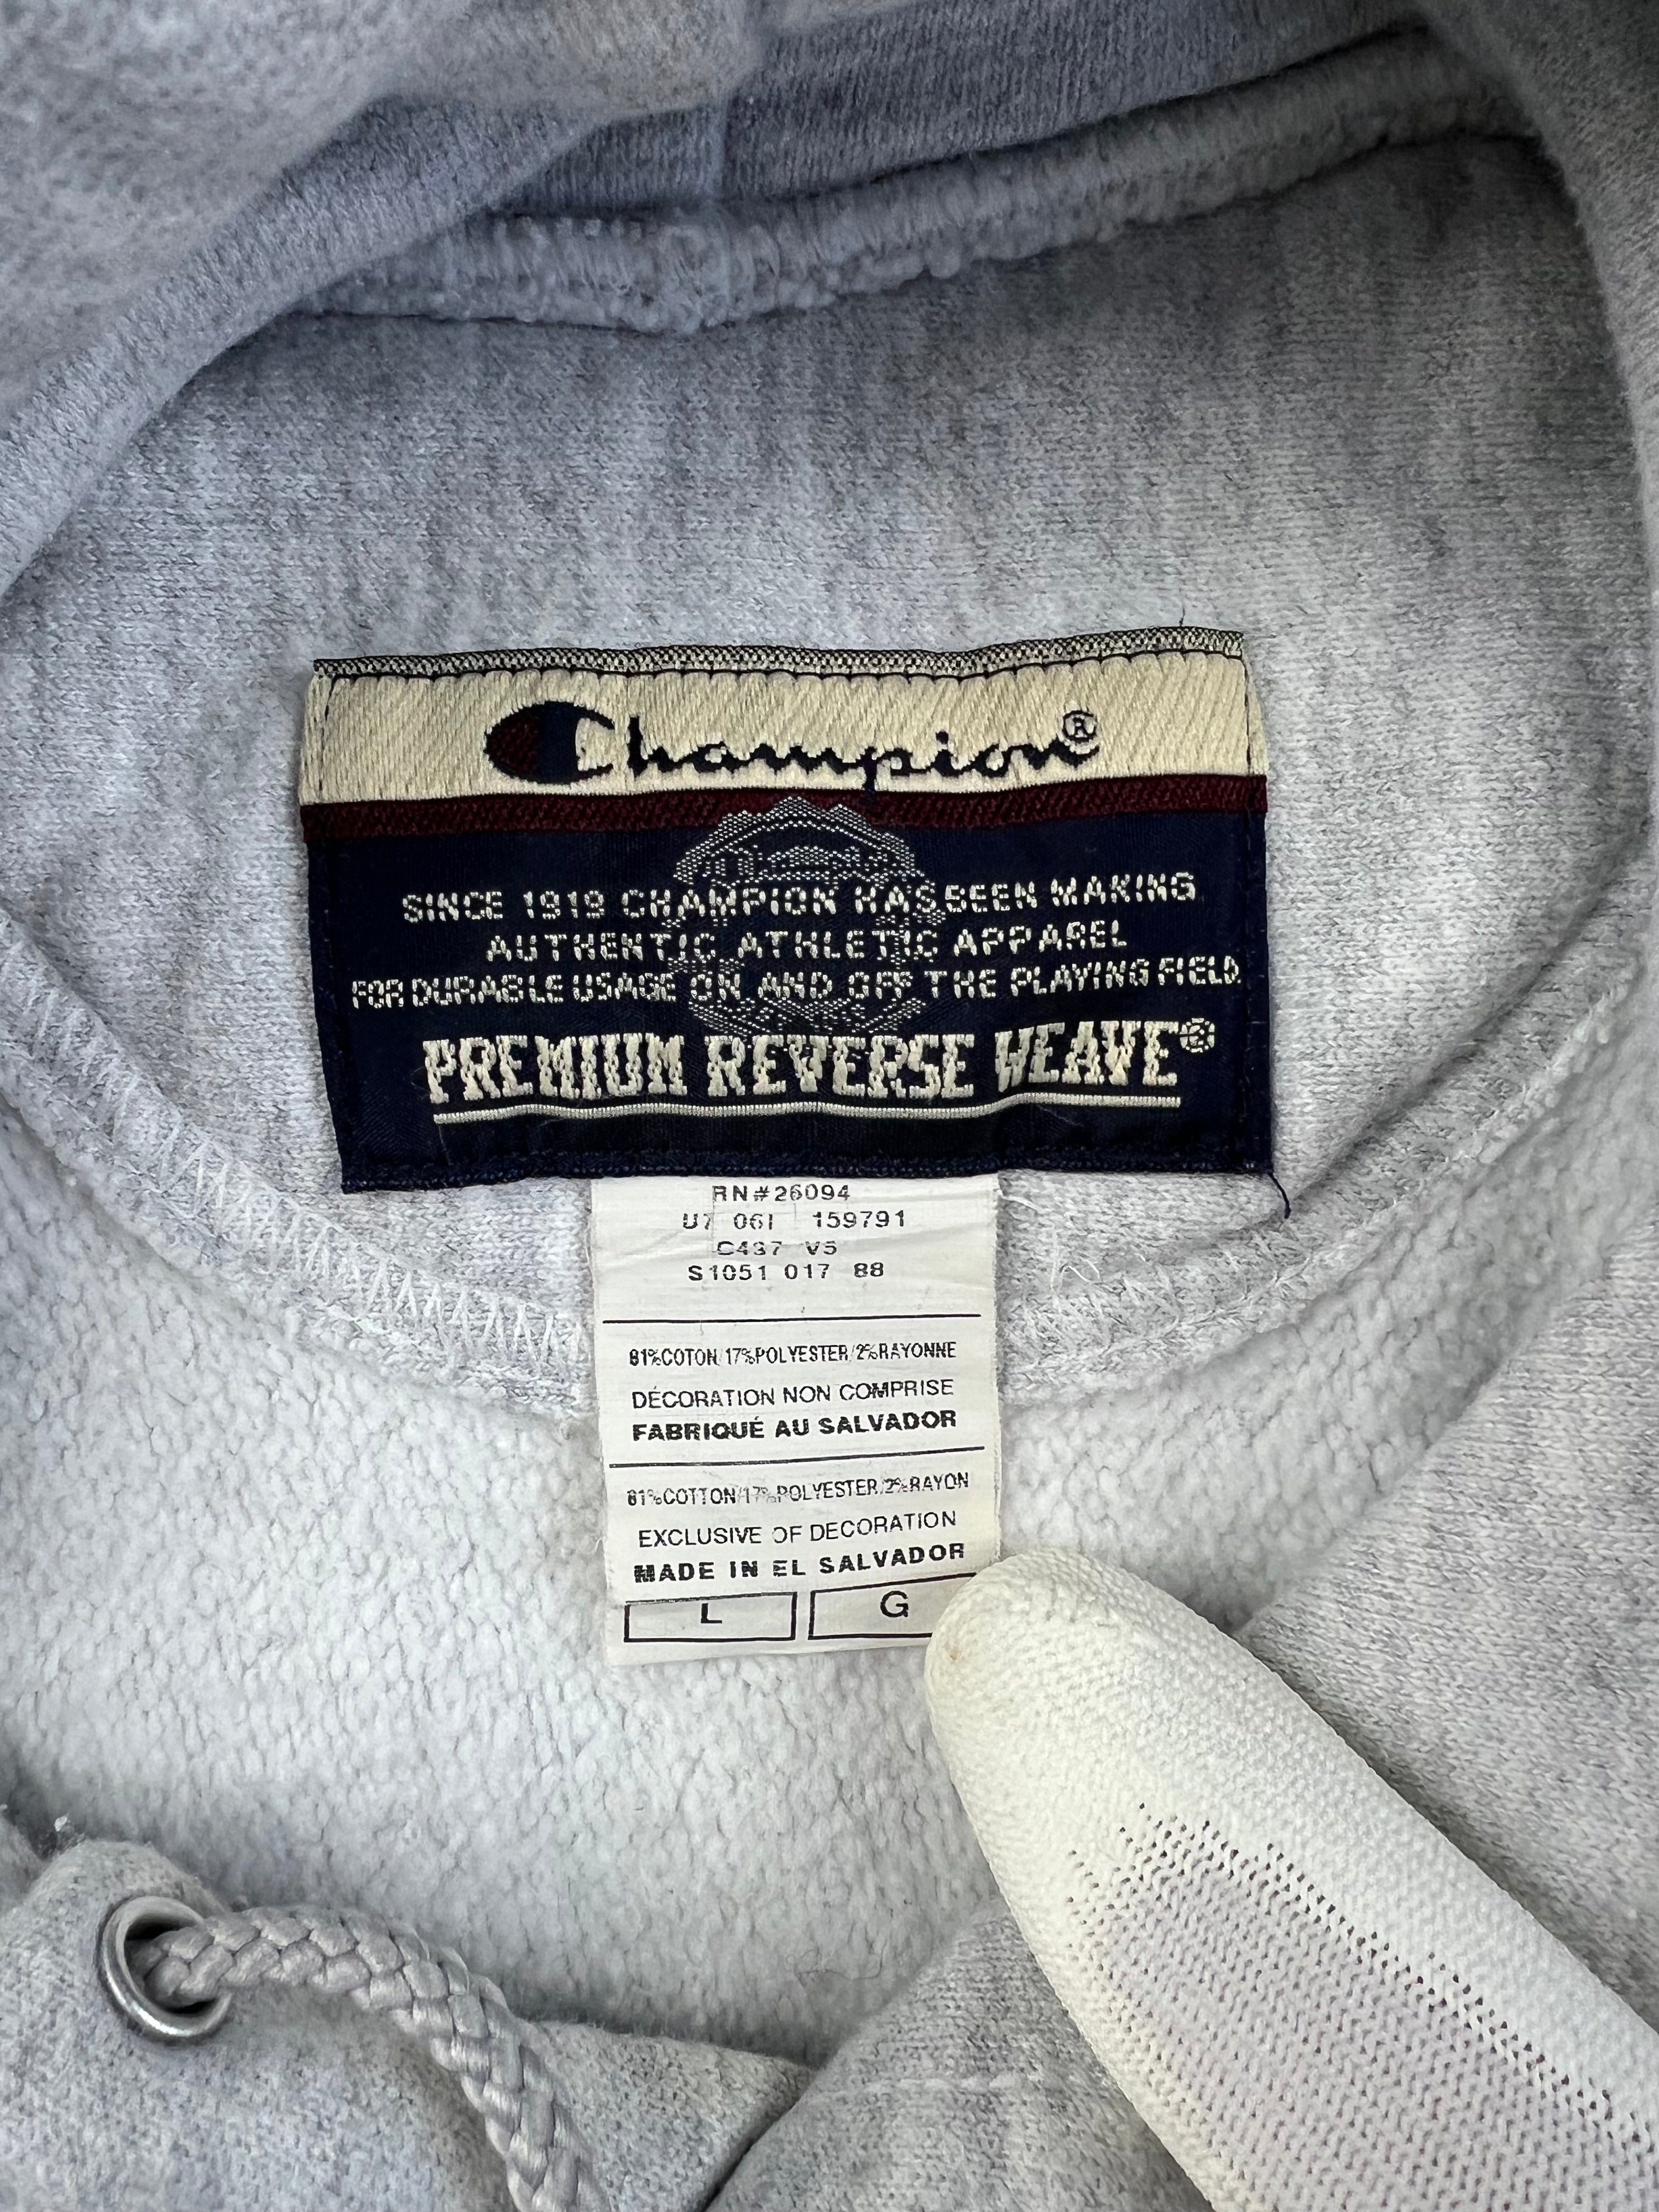 Champion®
SINCE 1919 CHAMPION HAS BEEN MAKING
AUTHENTIC ATHLETIC APPAREL
FOR DURABLE USAGE ON AND OFF THE PLAYING FIELD.
PREMIUM REVERSE WEAVE®
RN#26094
U7 06I 159791
C437 V5
S1051 017 88
81%COTON/17%POLYESTER/2%RAYONNE
DÉCORATION NON COMPRISE
FABRIQUÉ AU SALVADOR
81%COTTON/17%POLYESTER/2%RAYON
EXCLUSIVE OF DECORATION
MADE IN EL SALVADOR
L G